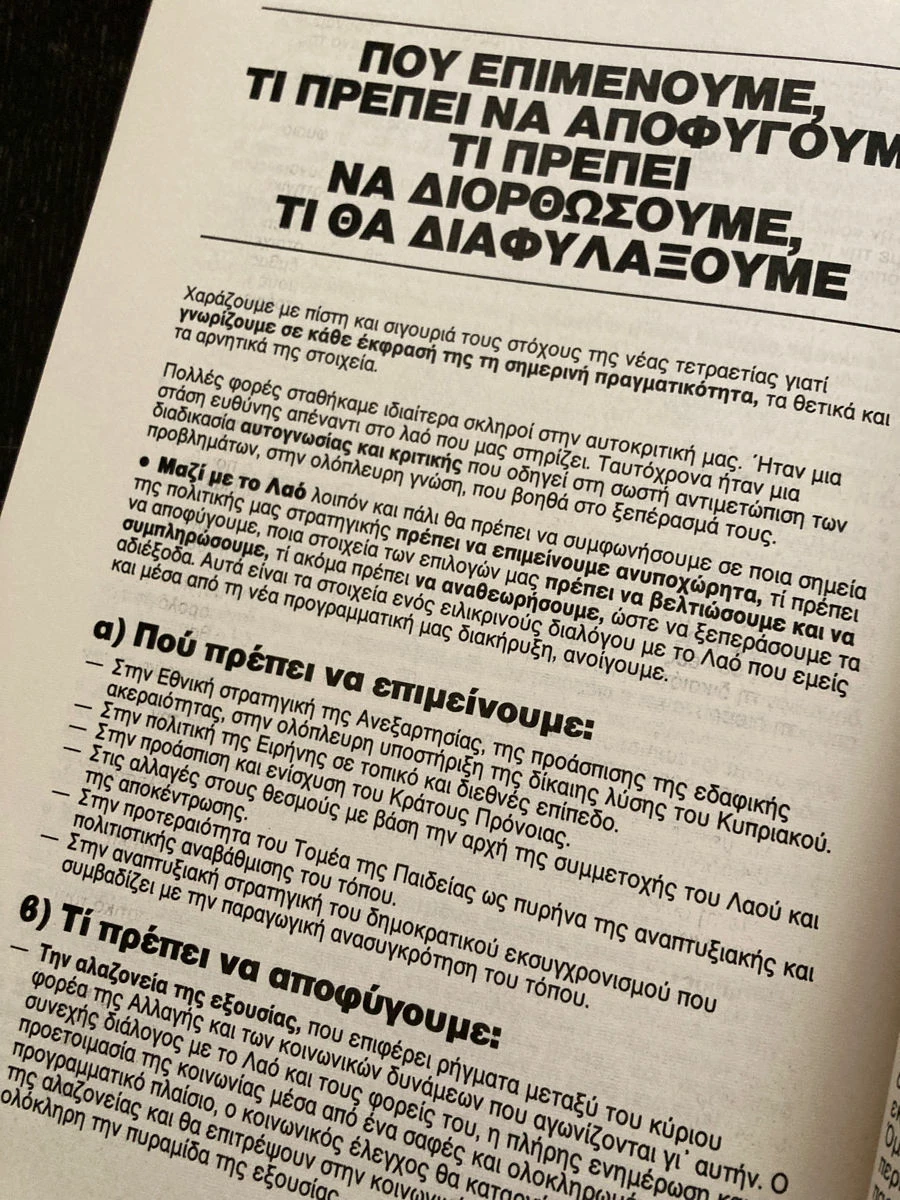 ΠΟΥ ΕΠΙΜΕΝΟΥΜΕ,
ΤΙ ΠΡΕΠΕΙ ΝΑ ΑΠΟΦΥΓΟΥΜ
ΤΙ ΠΡΕΠΕΙ
ΝΑ ΔΙΟΡΘΩΣΟΥΜΕ,
ΤΙ ΘΑ ΔΙΑΦΥΛΑΞΟΥΜΕ
Χαράζουμε με πίστη και σιγουριά τους στόχους της νέας τετραετίας γιατί
γνωρίζουμε σε κάθε έκφρασή της τη σημερινή πραγματικότητα, τα θετικά και
τα αρνητικά της στοιχεία.
Πολλές φορές σταθήκαμε ιδιαίτερα σκληροί στην αυτοκριτική μας. Ήταν μια
στάση ευθύνης απέναντι στο λαό που μας στηρίζει. Ταυτόχρονα ήταν μια
διαδικασία αυτογνωσίας και κριτικής που οδηγεί στη σωστή αντιμετώπιση των
προβλημάτων, στην ολόπλευρη γνώση, που βοηθά στο ξεπέρασμά τους.
• Μαζί με το Λαό λοιπόν και πάλι θα πρέπει να συμφωνήσουμε σε ποια σημεία
της πολιτικής μας στρατηγικής πρέπει να επιμείνουμε ανυποχώρητα, τί πρέπει
να αποφύγουμε, ποια στοιχεία των επιλογών μας πρέπει να βελτιώσουμε και να
συμπληρώσουμε, τί ακόμα πρέπει να αναθεωρήσουμε, ώστε να ξεπεράσουμε τα
αδιέξοδα. Αυτά είναι τα στοιχεία ενός ειλικρινούς διαλόγου με το Λαό που εμείς
και μέσα από τη νέα προγραμματική μας διακήρυξη, ανοίγουμε.
α) Πού πρέπει να επιμείνουμε:
— Στην Εθνική στρατηγική της Ανεξαρτησίας, της προάσπισης της εδαφικής
ακεραιότητας, στην ολόπλευρη υποστήριξη της δίκαιης λύσης του Κυπριακού.
— Στην πολιτική της Ειρήνης σε τοπικό και διεθνές επίπεδο.
— Στην προάσπιση και ενίσχυση του Κράτους Πρόνοιας.
— Στις αλλαγές στους θεσμούς με βάση την αρχή της συμμετοχής του Λαού και
της αποκέντρωσης.
— Στην προτεραιότητα του Τομέα της Παιδείας ως πυρήνα της αναπτυξιακής και
πολιτιστικής αναβάθμισης του τόπου.
— Στην αναπτυξιακή στρατηγική του δημοκρατικού εκσυγχρονισμού που
συμβαδίζει με την παραγωγική ανασυγκρότηση του τόπου.
β) Τί πρέπει να αποφύγουμε:
— Την αλαζονεία της εξουσίας, που επιφέρει ρήγματα μεταξύ του κύριου
φορέα της Αλλαγής και των κοινωνικών δυνάμεων που αγωνίζονται γι' αυτήν. Ο
συνεχής διάλογος με το Λαό και τους φορείς του, η πλήρης ενημέρωση και
προετοιμασία της κοινωνίας μέσα από ένα σαφές και
προγραμματικό πλαίσιο, ο κοινωνικός έλεγχος θα
της αλαζονείας και θα επιτρέψουν στην
ολόκληρη την πυραμίδα της εξουσίας